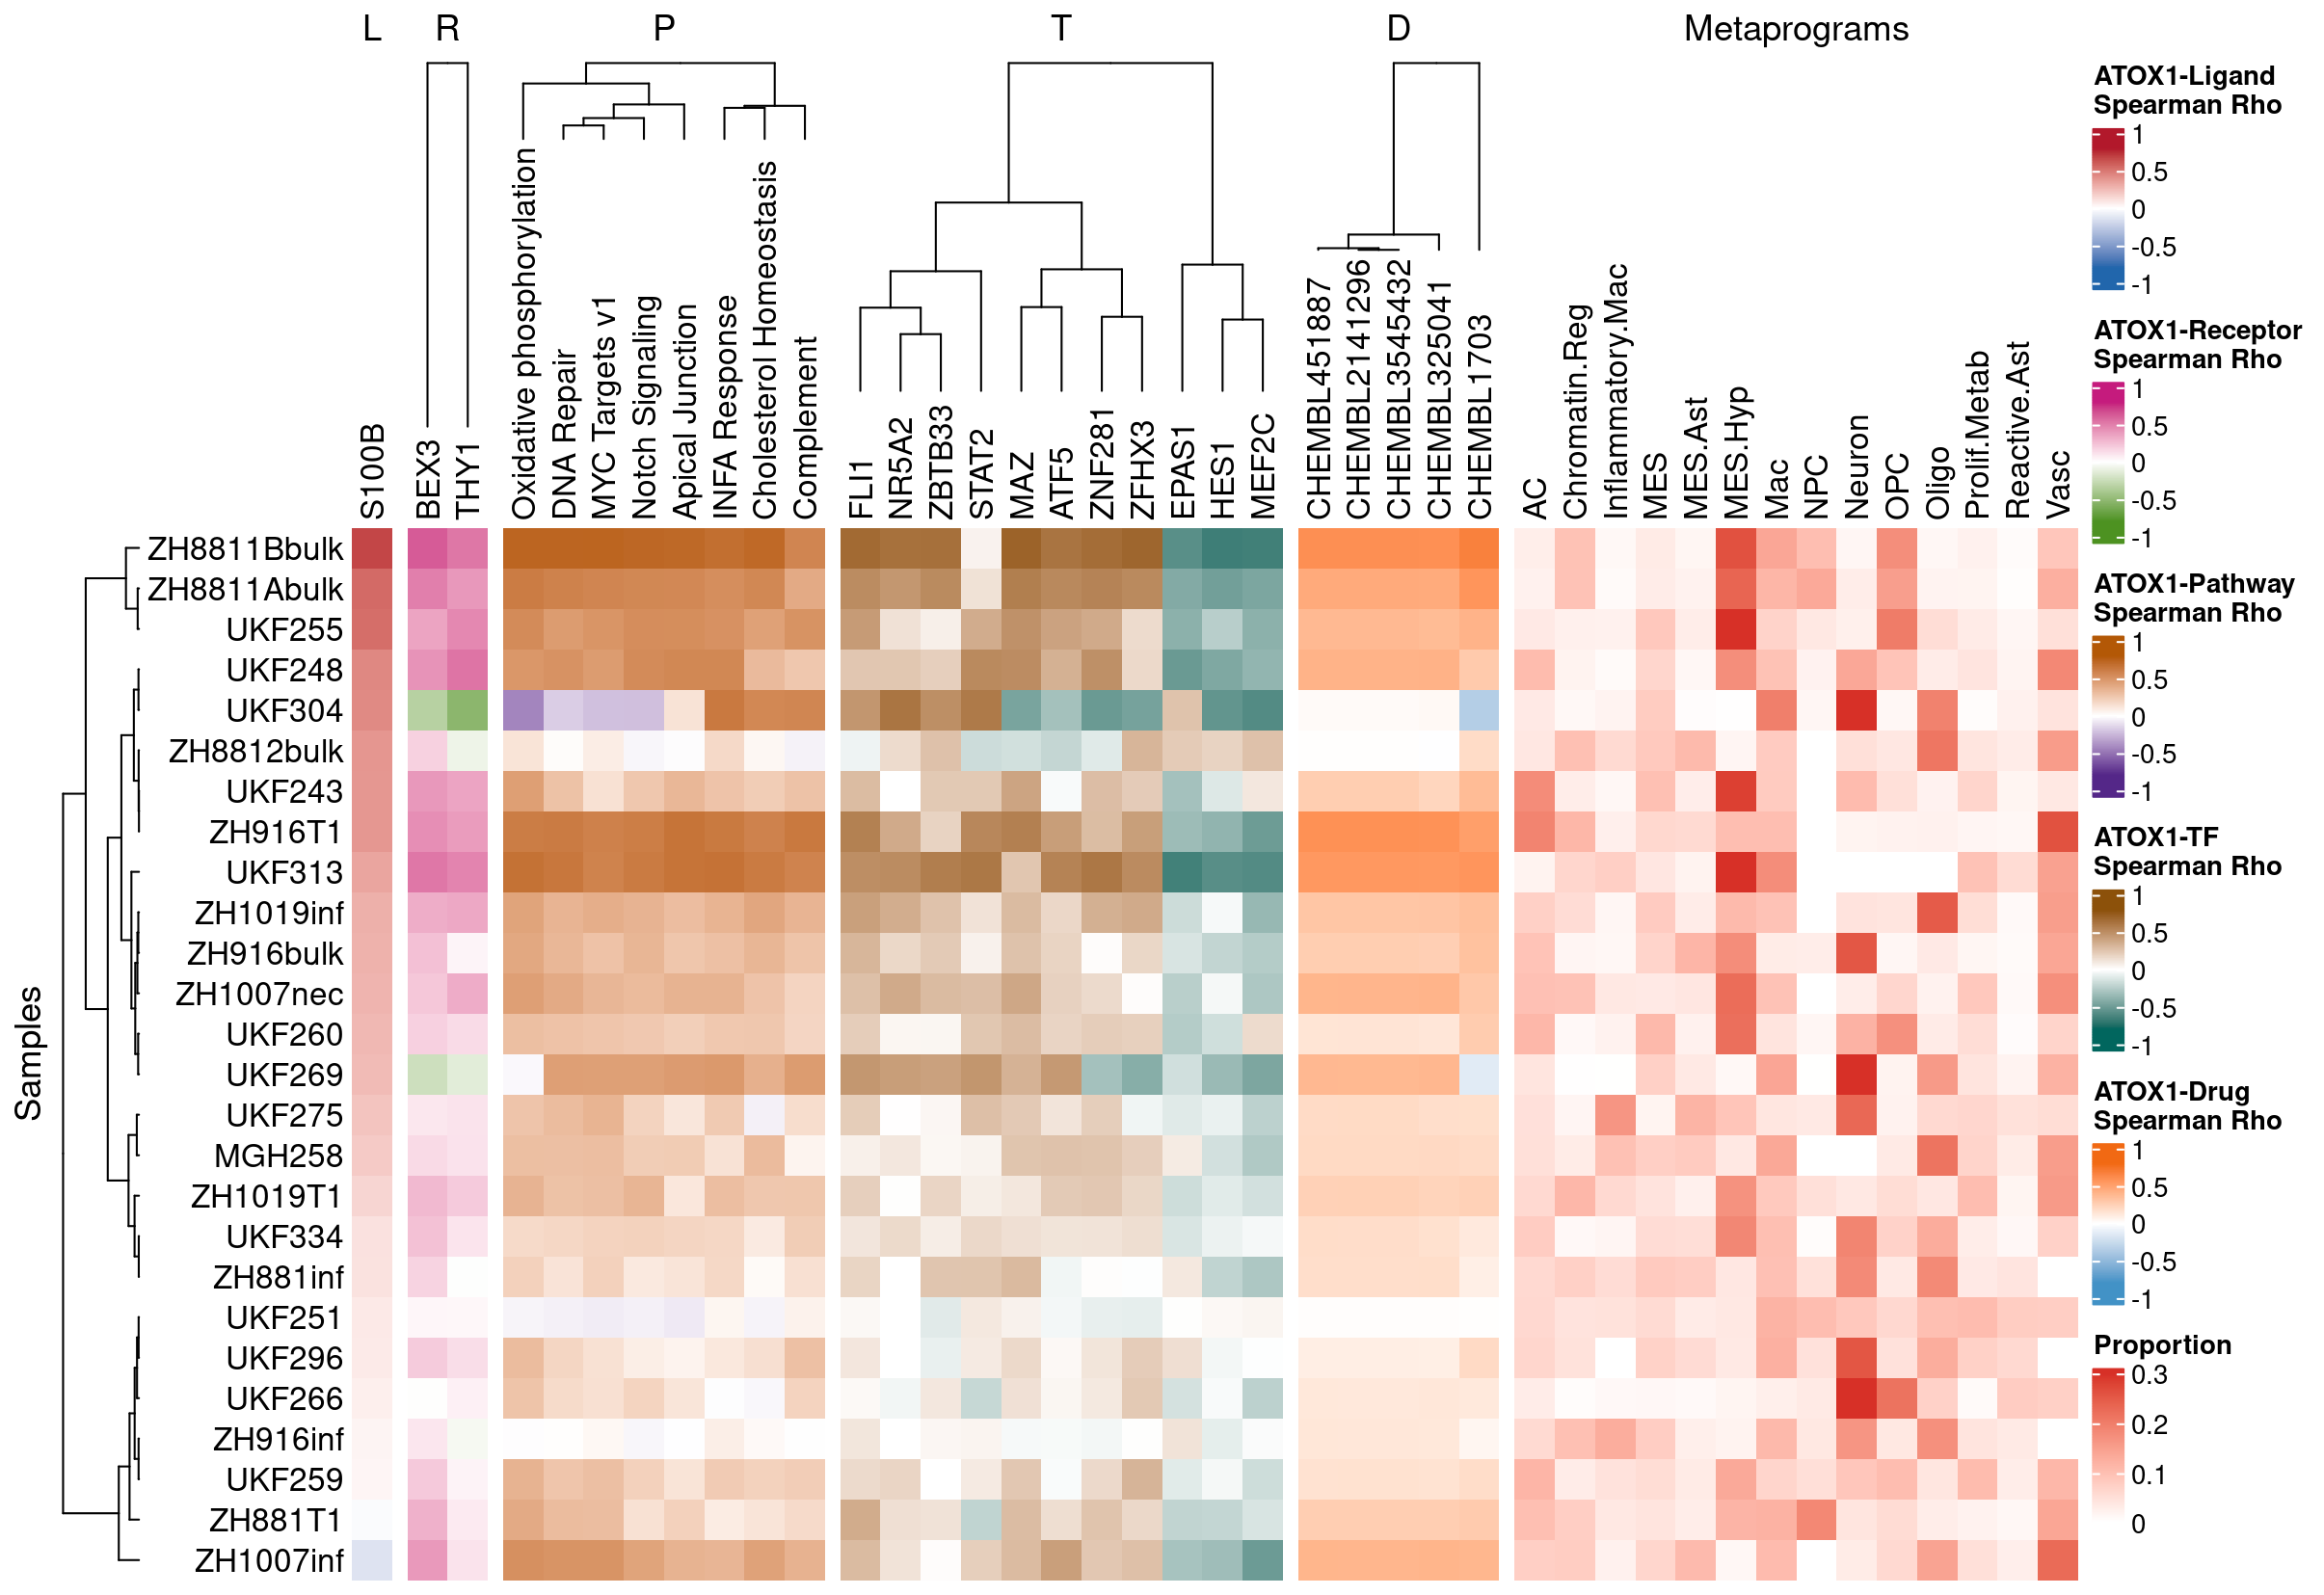 L R P T D Metaprograms
S100B
BEX3
THY1
Oxidative phosphorylation
DNA Repair
MYC Targets v1
Notch Signaling
Apical Junction
INFA Response
Cholesterol Homeostasis
Complement
FLI1
NR5A2
ZBTB33
STAT2
MAZ
ATF5
ZNF281
ZFHX3
EPAS1
HES1
MEF2C
CHEMBL451887
CHEMBL2141296
CHEMBL3545432
CHEMBL325041
CHEMBL1703
AC
Chromatin.Reg
Inflammatory.Mac
MES
MES.Ast
MES.Hyp
Mac
NPC
Neuron
OPC
Oligo
Prolif.Metab
Reactive.Ast
Vasc
Samples
ZH8811Bbulk
ZH8811Abulk
UKF255
UKF248
UKF304
ZH8812bulk
UKF243
ZH916T1
UKF313
ZH1019inf
ZH916bulk
ZH1007nec
UKF260
UKF269
UKF275
MGH258
ZH1019T1
UKF334
ZH881inf
UKF251
UKF296
UKF266
ZH916inf
UKF259
ZH881T1
ZH1007inf
ATOX1-Ligand
Spearman Rho
1
0.5
0
-0.5
-1
ATOX1-Receptor
Spearman Rho
1
0.5
0
-0.5
-1
ATOX1-Pathway
Spearman Rho
1
0.5
0
-0.5
-1
ATOX1-TF
Spearman Rho
1
0.5
0
-0.5
-1
ATOX1-Drug
Spearman Rho
1
0.5
0
-0.5
-1
Proportion
0.3
0.2
0.1
0